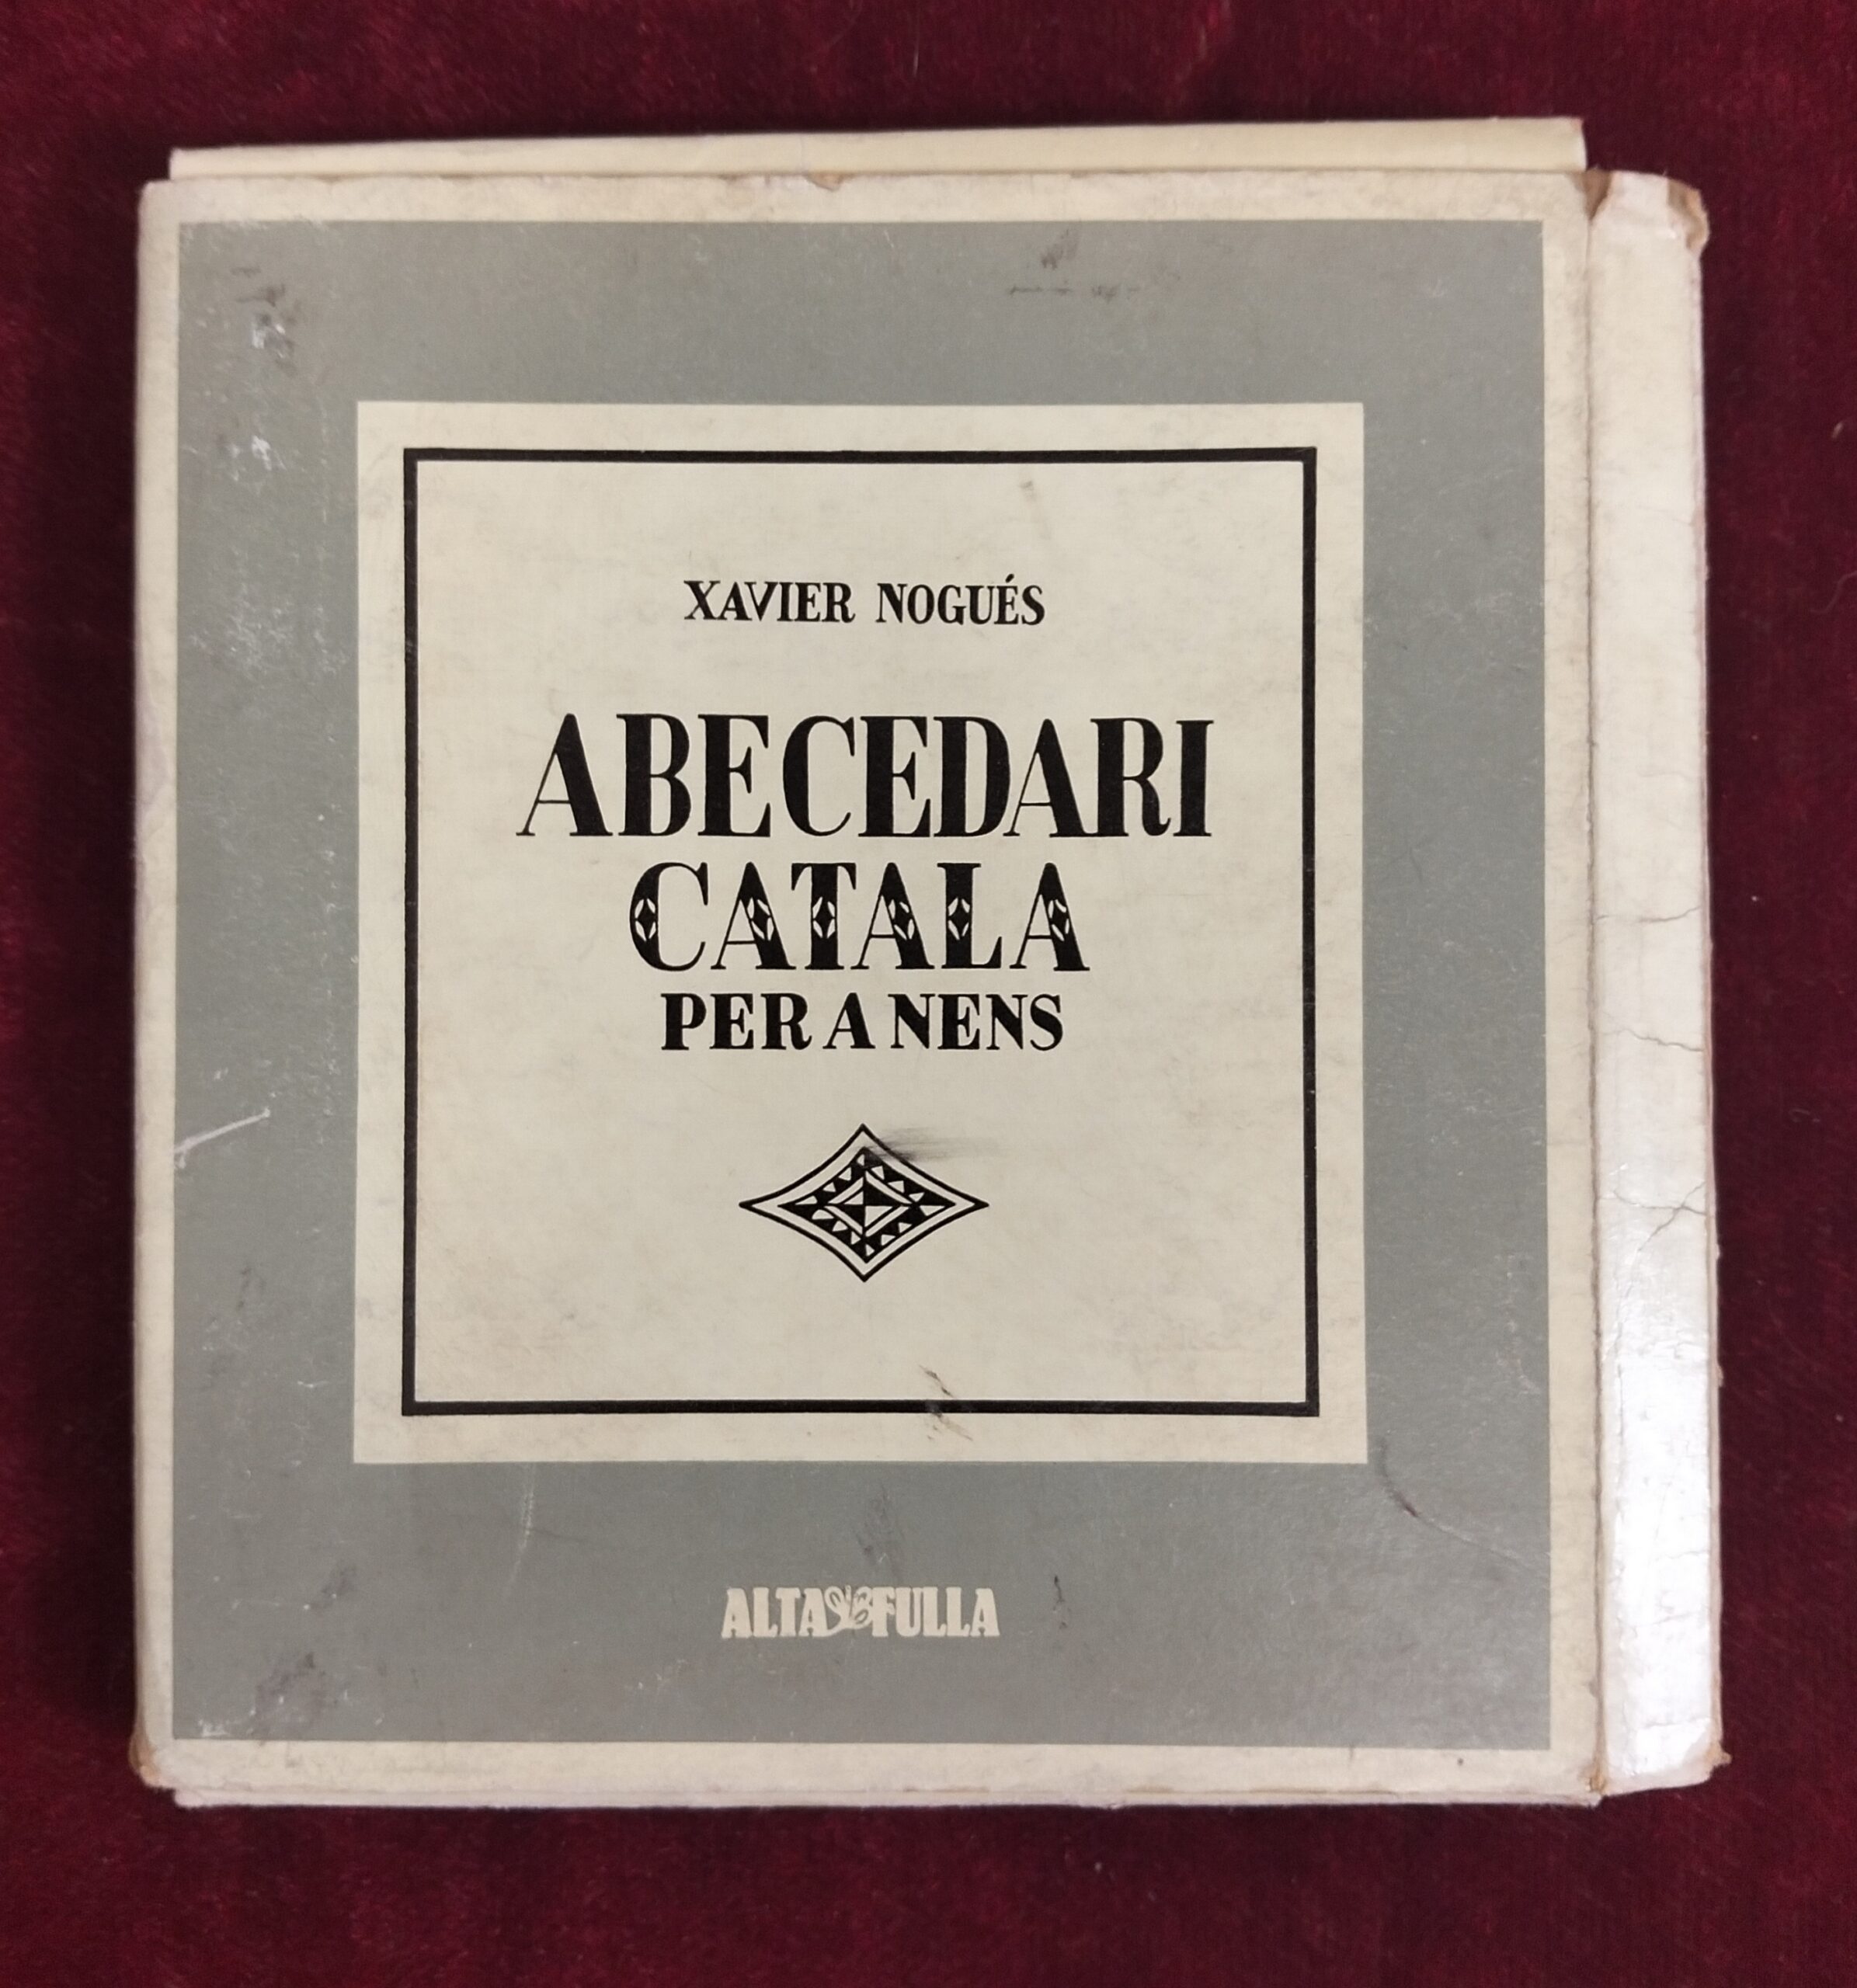 XAVIER NOGUÉS
ABECEDARI
CATALA
PER A NENS
ALTA FULLA